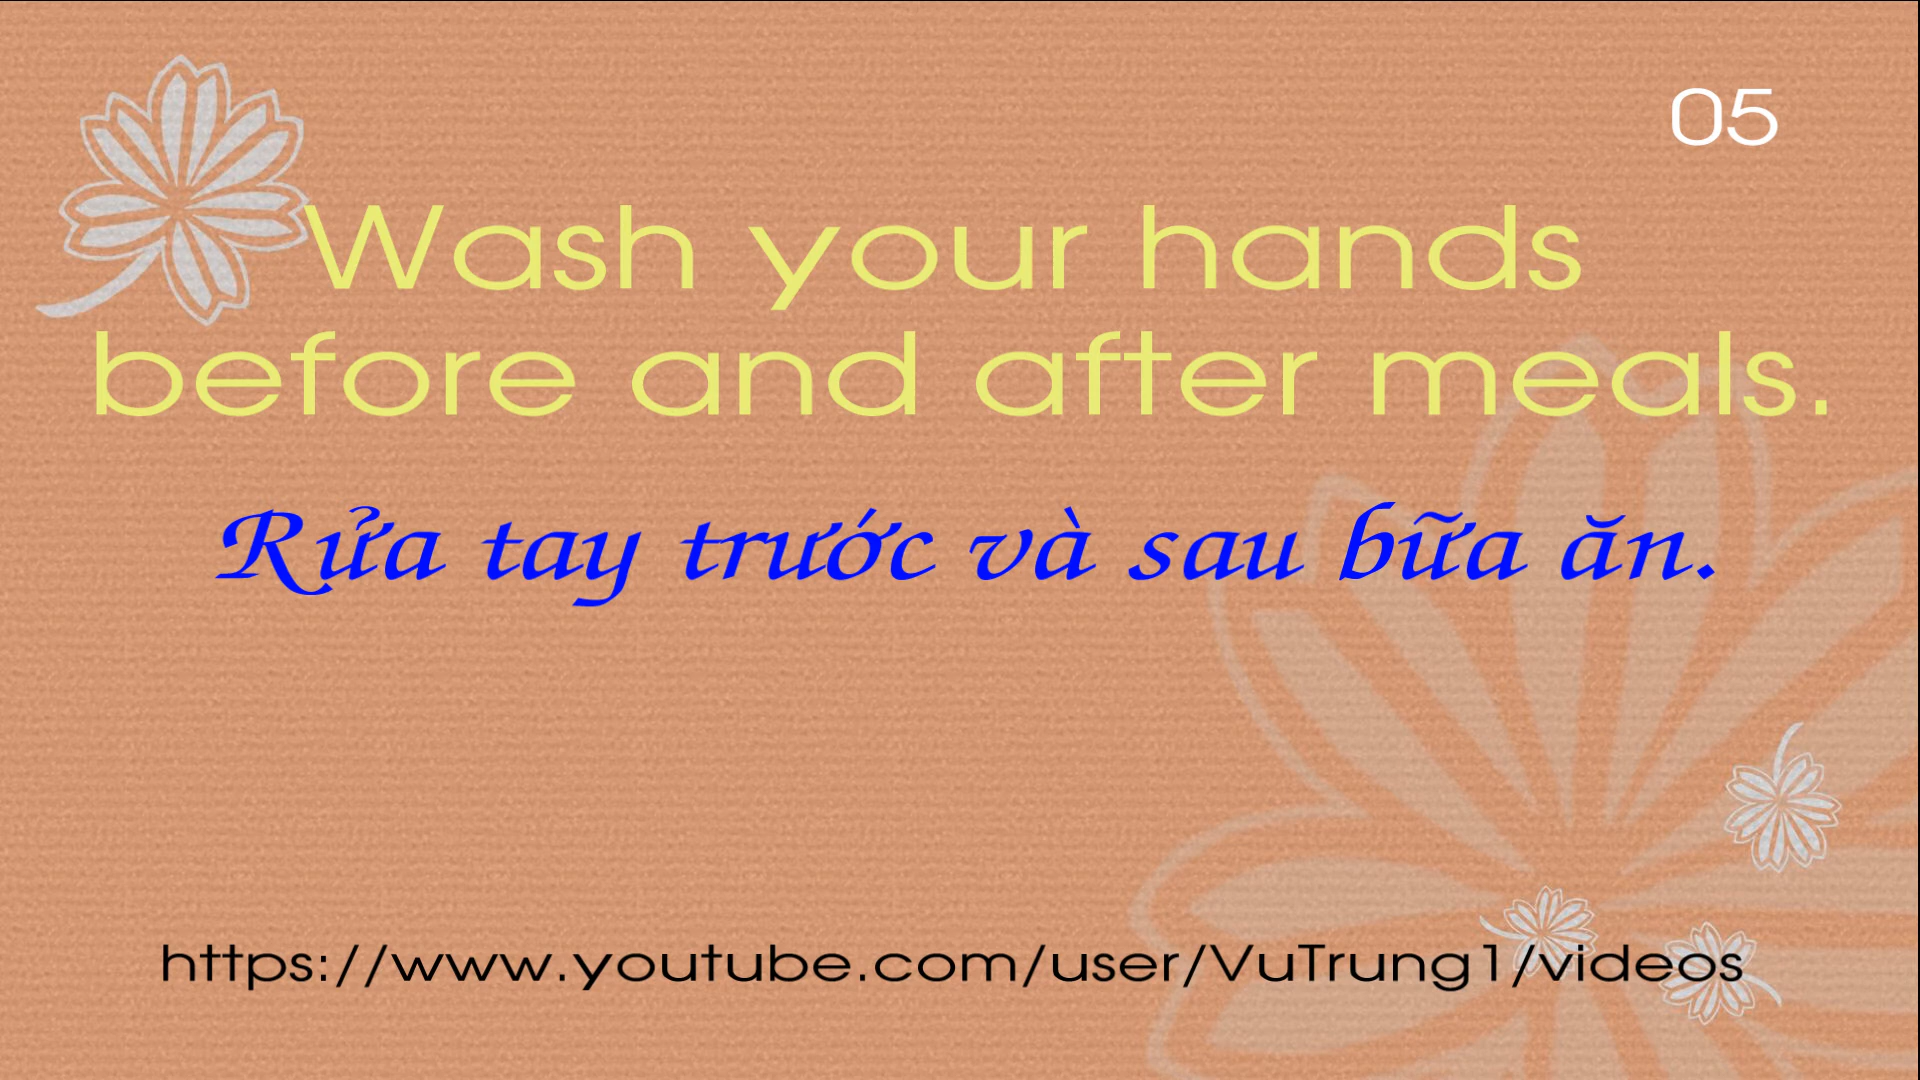 05
Wash your hands
before and after meals.
Rửa tay trước và sau bữa ăn.
https://www.youtube.com/user/VuTrung1/videos